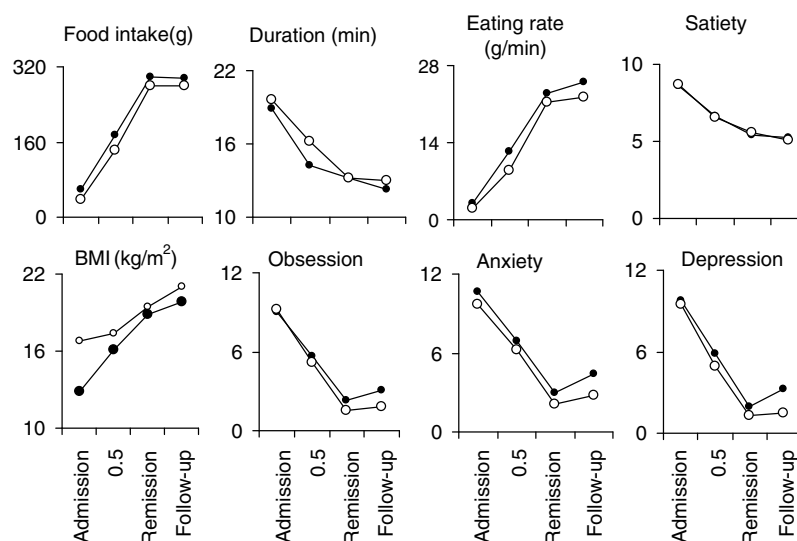 Food intake(g)
Duration (min)
Eating rate
(g/min)
Satiety
320
160
0
22
16
10
28
14
0
10
5
0
BMI (kg/m²)
Obsession
Anxiety
Depression
22
16
10
12
6
0
12
6
0
12
6
0
Admission
0.5
Remission
Follow-up
Admission
0.5
Remission
Follow-up
Admission
0.5
Remission
Follow-up
Admission
0.5
Remission
Follow-up